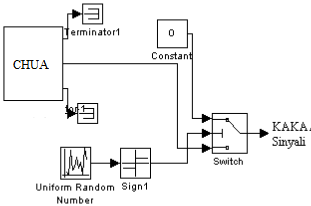 Terminator1
CHUA
0
Constant
KAKA
Sinyali
Switch
Uniform Random
Number
Sign1